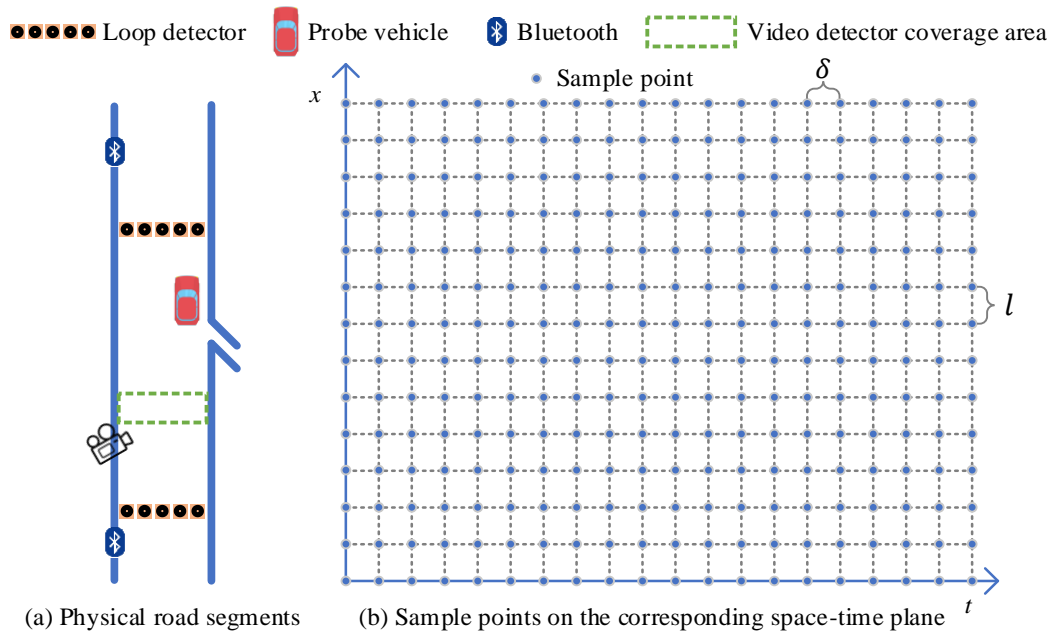 Loop detector
Probe vehicle
Bluetooth
Video detector coverage area
Sample point
δ
x
l
t
(a) Physical road segments
(b) Sample points on the corresponding space-time plane